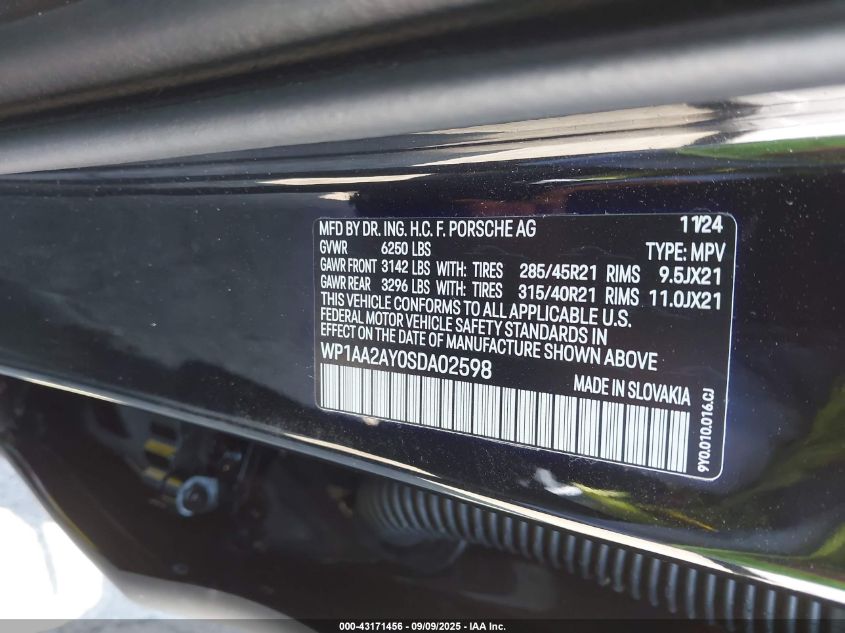 MFD BY DR. ING. H.C. F. PORSCHE AG 11/24
GVWR 6250 LBS TYPE: MPV
GAWR FRONT 3142 LBS WITH: TIRES 285/45R21 RIMS 9.5JX21
GAWR REAR 3296 LBS WITH: TIRES 315/40R21 RIMS 11.0JX21
THIS VEHICLE CONFORMS TO ALL APPLICABLE U.S.
FEDERAL MOTOR VEHICLE SAFETY STANDARDS IN
EFFECT ON THE DATE OF MANUFACTURE SHOWN ABOVE
WP1AA2AY0SDA02598
MADE IN SLOVAKIA
9Y0.010.016.CJ
000-43171456 - 09/09/2025 - IAA Inc.